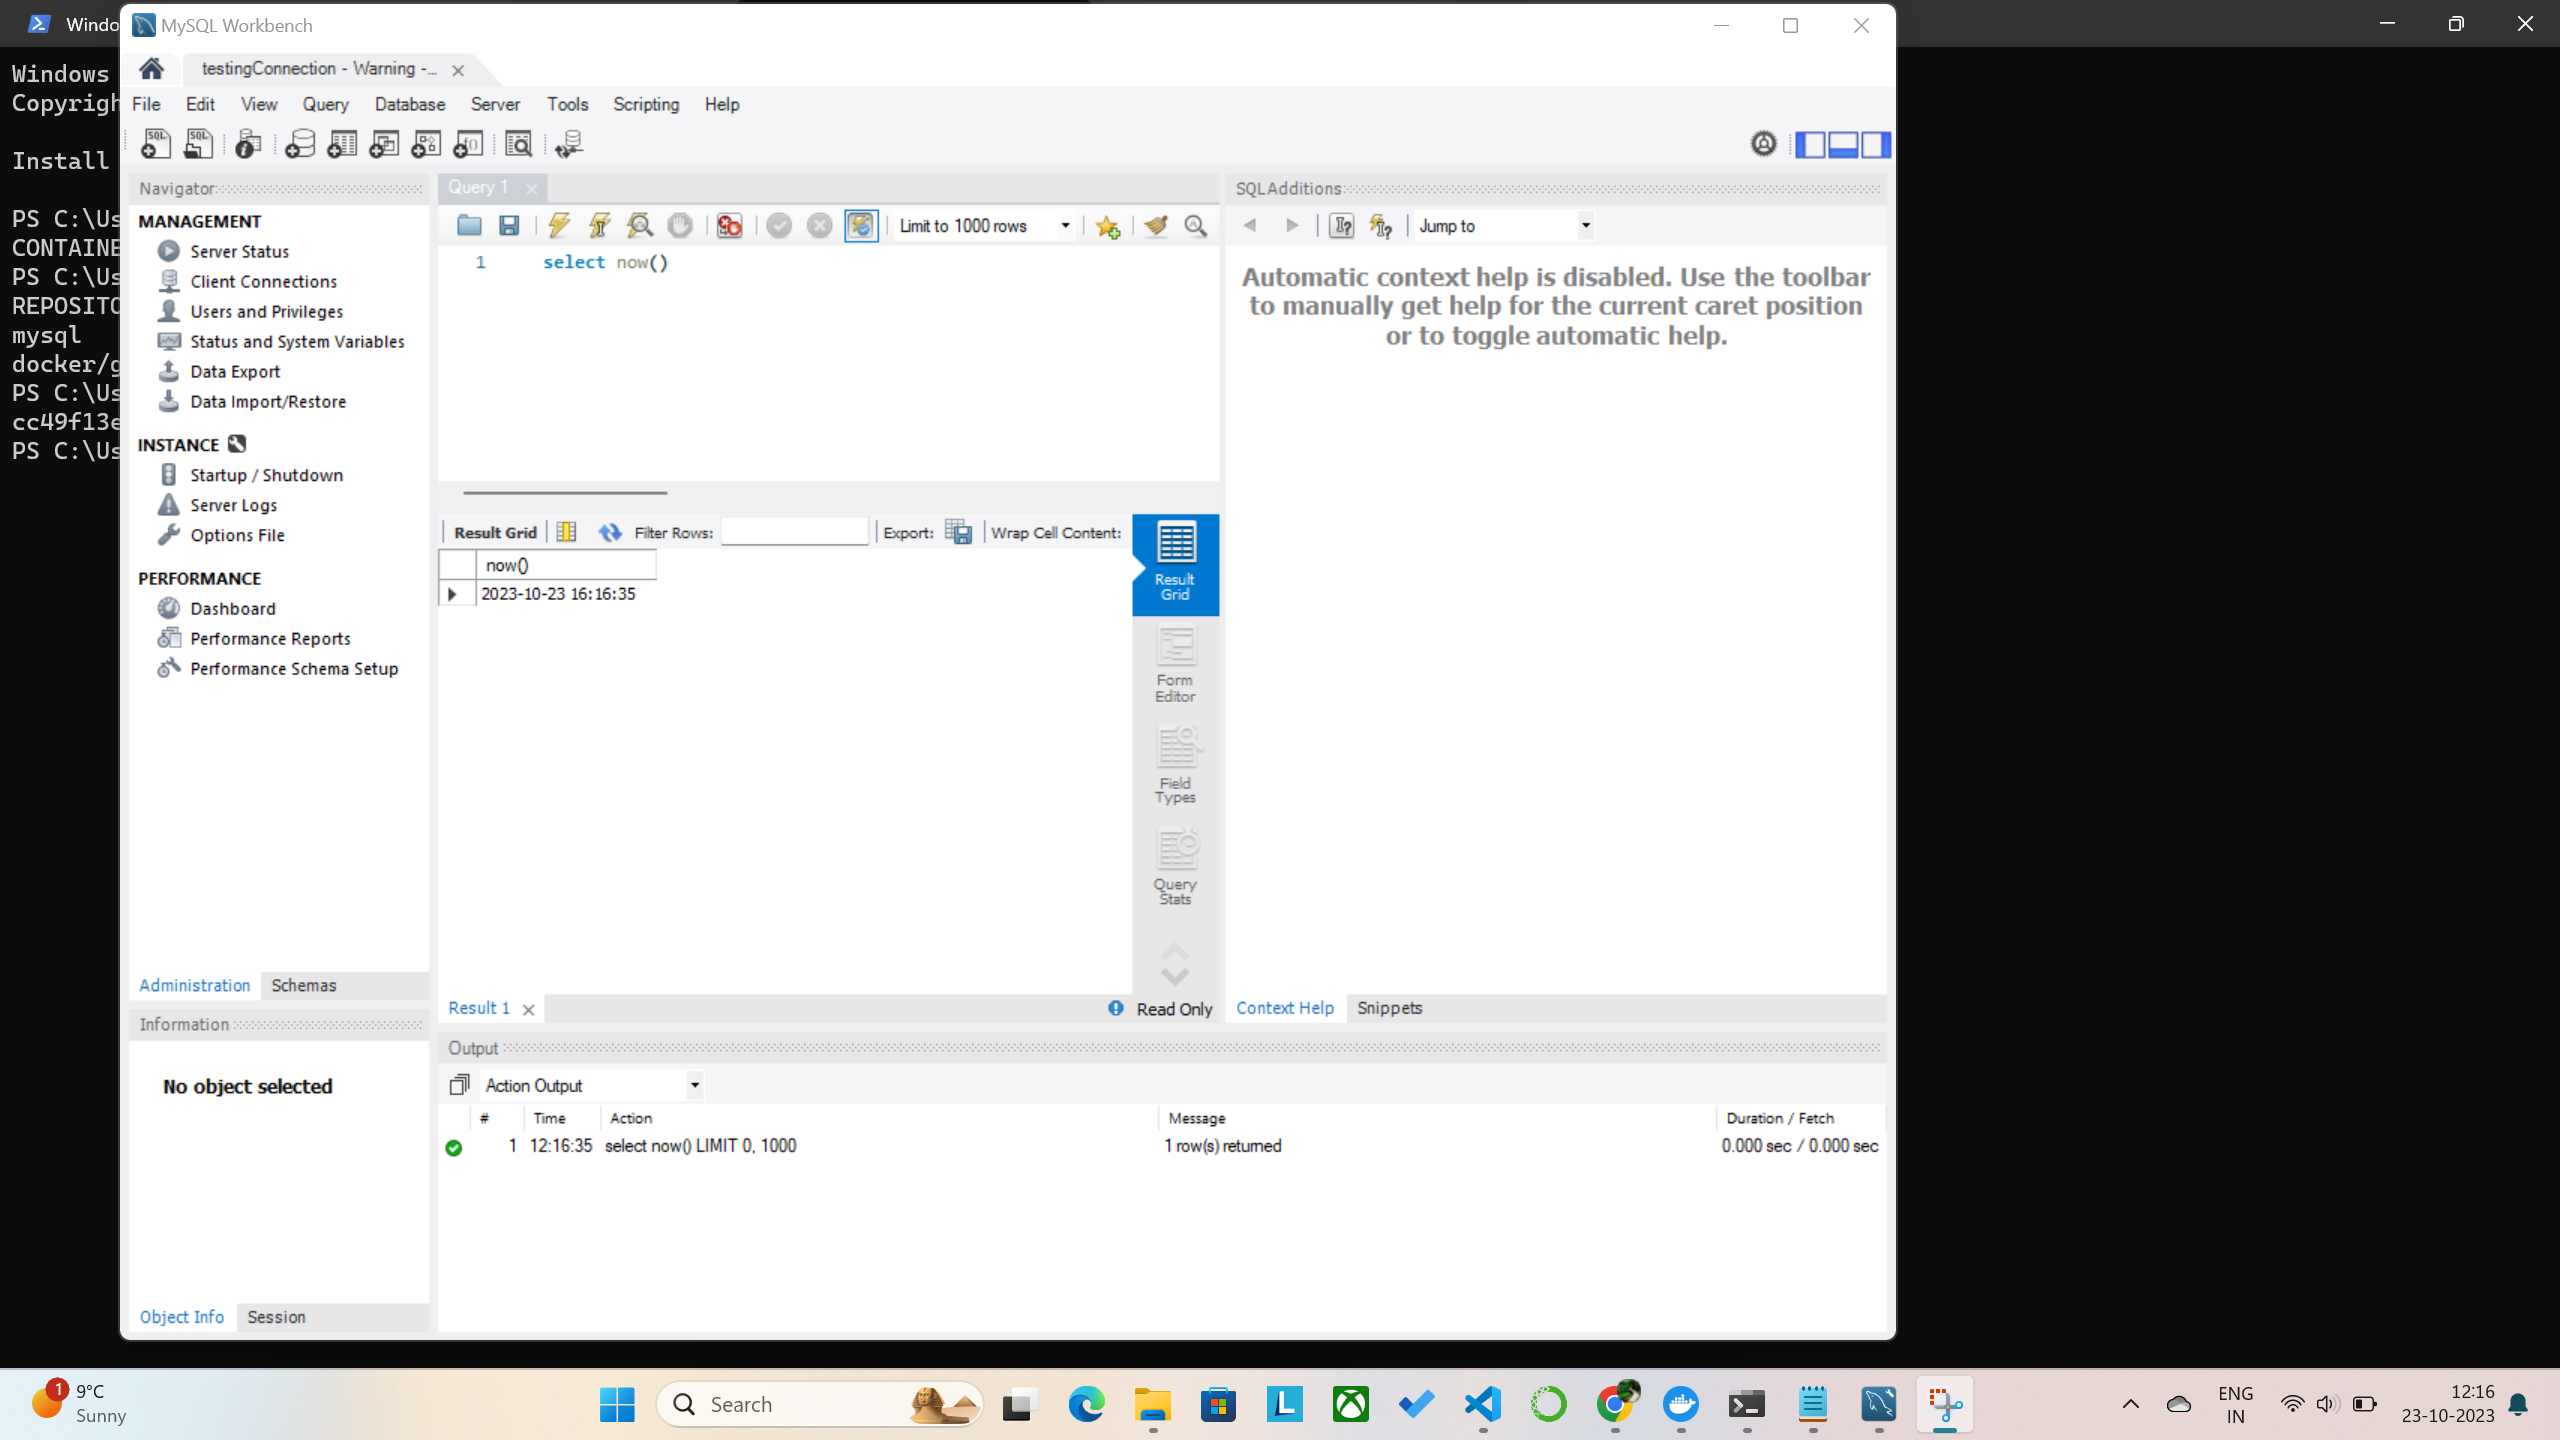 Windo
MySQL Workbench
testingConnection - Warning -...
File Edit View Query Database Server Tools Scripting Help
Windows
Copyrigh
Install
PS C:\Us
CONTAINE
PS C:\Us
REPOSITO
mysql
docker/g
PS C:\Us
cc49f13e
PS C:\Us
Navigator
MANAGEMENT
Server Status
Client Connections
Users and Privileges
Status and System Variables
Data Export
Data Import/Restore
INSTANCE
Startup / Shutdown
Server Logs
Options File
PERFORMANCE
Dashboard
Performance Reports
Performance Schema Setup
Administration Schemas
Information
No object selected
Object Info Session
Query 1
Limit to 1000 rows
1 select now()
Result Grid Filter Rows: Export: Wrap Cell Content:
now()
2023-10-23 16:16:35
Result
Grid
Form
Editor
Field
Types
Query
Stats
Result 1 Read Only
SQLAdditions
Jump to
Automatic context help is disabled. Use the toolbar
to manually get help for the current caret position
or to toggle automatic help.
Context Help Snippets
Output
Action Output
# Time Action Message Duration / Fetch
1 12:16:35 select now() LIMIT 0, 1000 1 row(s) returned 0.000 sec / 0.000 sec
1
9°C
Sunny
Search
L
ENG
IN
12:16
23-10-2023